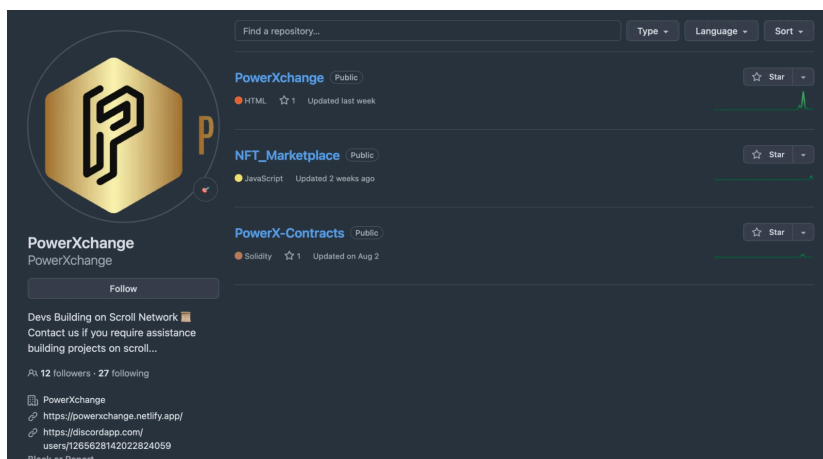 Find a repository...
Type
Language
Sort
PowerXchange Public
Star
HTML 1 Updated last week
NFT_Marketplace Public
Star
JavaScript Updated 2 weeks ago
PowerX-Contracts Public
Star
Solidity 1 Updated on Aug 2
P
PowerXchange
PowerXchange
Follow
Devs Building on Scroll Network
Contact us if you require assistance
building projects on scroll...
12 followers · 27 following
PowerXchange
https://powerxchange.netlify.app/
https://discordapp.com/
users/1265628142022824059
Block or Report